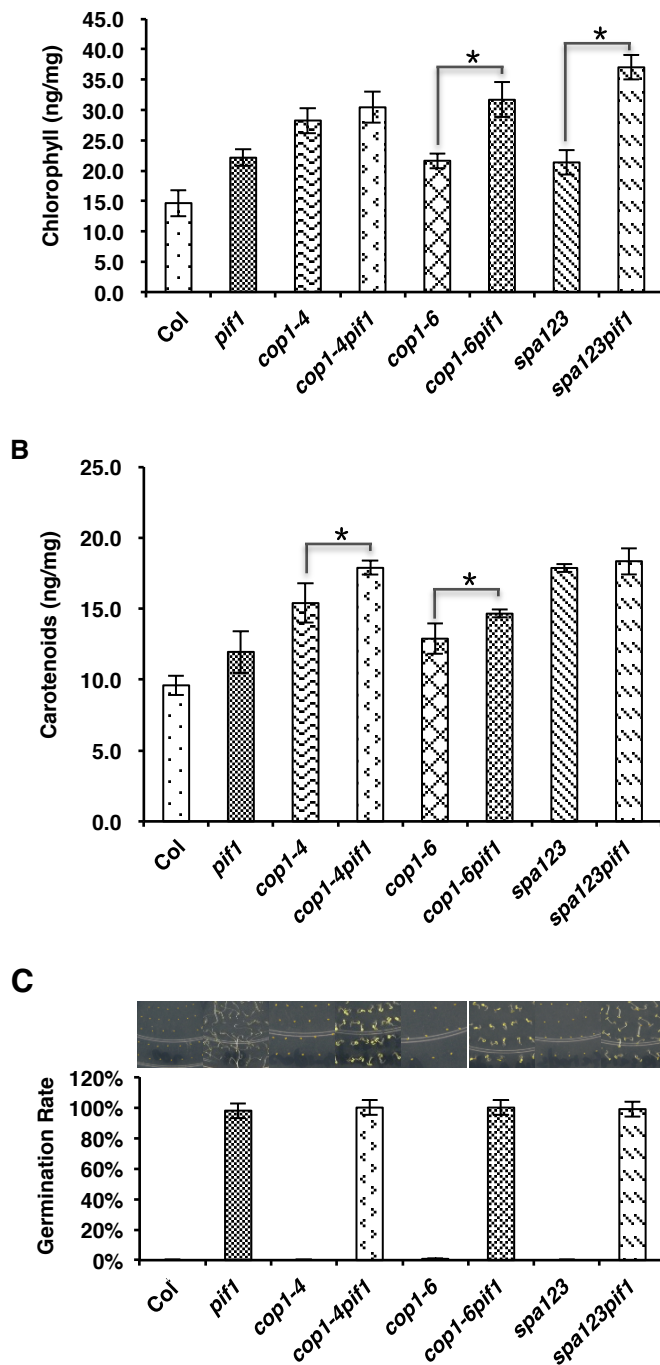 45.0
40.0
35.0
30.0
25.0
20.0
15.0
10.0
5.0
0.0
Chlorophyll (ng/mg)
*
*
Col
pif1
cop1-4
cop1-4pif1
cop1-6
cop1-6pif1
spa123
spa123pif1
B
25.0
20.0
15.0
10.0
5.0
0.0
Carotenoids (ng/mg)
*
*
Col
pif1
cop1-4
cop1-4pif1
cop1-6
cop1-6pif1
spa123
spa123pif1
C
120%
100%
80%
60%
40%
20%
0%
Germination Rate
Col
pif1
cop1-4
cop1-4pif1
cop1-6
cop1-6pif1
spa123
spa123pif1